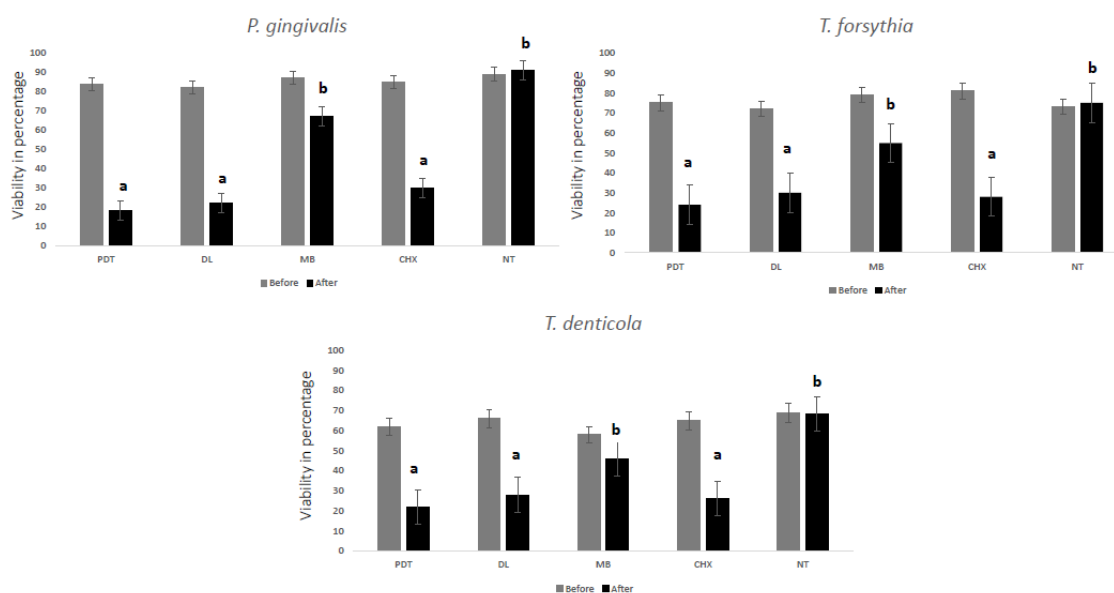 P. gingivalis
Viability in percentage
100
90
80
70
60
50
40
30
20
10
0
a
a
b
a
b
PDT DL MB CHX NT
Before After
T. forsythia
Viability in percentage
100
90
80
70
60
50
40
30
20
10
0
a
a
b
a
b
PDT DL MB CHX NT
Before After
T. denticola
Viability in percentage
100
90
80
70
60
50
40
30
20
10
0
a
a
b
a
b
PDT DL MB CHX NT
Before After